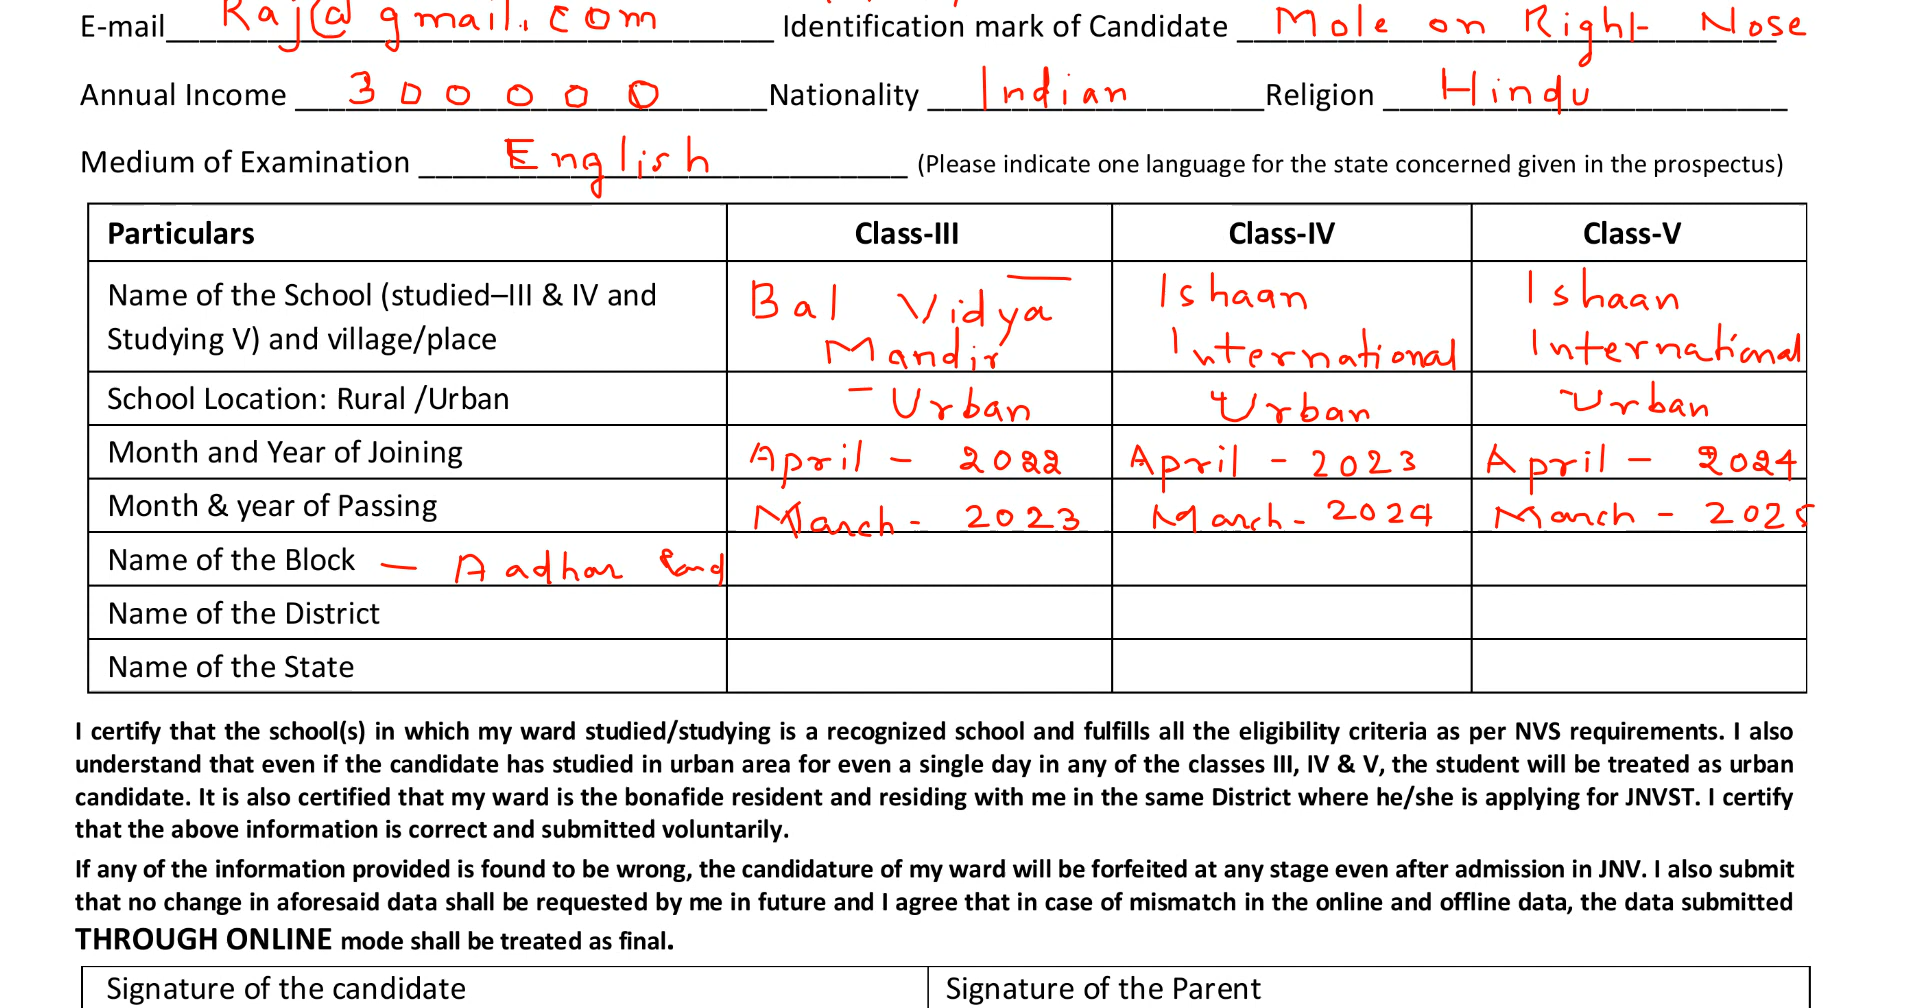 E-mail Raj@gmail.com Identification mark of Candidate Mole on Right Nose
Annual Income 300000 Nationality Indian Religion Hindu
Medium of Examination English (Please indicate one language for the state concerned given in the prospectus)
Particulars Class-III Class-IV Class-V
Name of the School (studied–III & IV and Bal Vidya Ishaan Ishaan
Studying V) and village/place Mandir International International
School Location: Rural /Urban – Urban Urban Urban
Month and Year of Joining April - 2022 April - 2023 April - 2024
Month & year of Passing March - 2023 March - 2024 March - 2025
Name of the Block – Aadhar
Name of the District
Name of the State
I certify that the school(s) in which my ward studied/studying is a recognized school and fulfills all the eligibility criteria as per NVS requirements. I also
understand that even if the candidate has studied in urban area for even a single day in any of the classes III, IV & V, the student will be treated as urban
candidate. It is also certified that my ward is the bonafide resident and residing with me in the same District where he/she is applying for JNVST. I certify
that the above information is correct and submitted voluntarily.
If any of the information provided is found to be wrong, the candidature of my ward will be forfeited at any stage even after admission in JNV. I also submit
that no change in aforesaid data shall be requested by me in future and I agree that in case of mismatch in the online and offline data, the data submitted
THROUGH ONLINE mode shall be treated as final.
Signature of the candidate Signature of the Parent